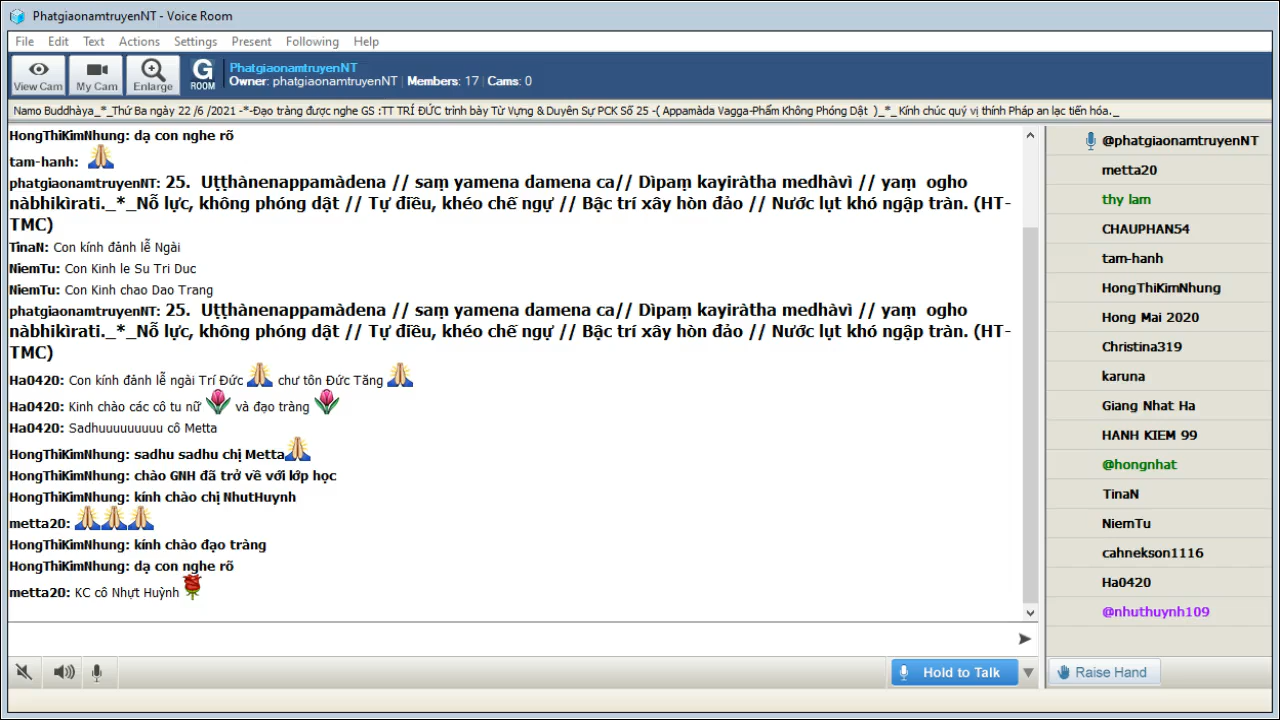 PhatgiaonamtruyenNT - Voice Room
File Edit Text Actions Settings Present Following Help
View Cam My Cam Enlarge G ROOM
PhatgiaonamtruyenNT
Owner: phatgiaonamtruyenNT | Members: 17 | Cams: 0
Namo Buddhàya_*_Thứ Ba ngày 22 /6 /2021 -*-Đạo tràng được nghe GS :TT TRÍ ĐỨC trình bày Từ Vựng & Duyên Sự PCK Số 25 -( Appamàda Vagga-Phẩm Không Phóng Dật )_*_Kính chúc quý vị thính Pháp an lạc tiến hóa._
HongThiKimNhung: dạ con nghe rõ
tam-hanh:
phatgiaonamtruyenNT: 25. Uṭṭhànenappamàdena // saṃ yamena damena ca// Dìpaṃ kayiràtha medhàvì // yaṃ ogho
nàbhikìrati._*_Nỗ lực, không phóng dật // Tự điều, khéo chế ngự // Bậc trí xây hòn đảo // Nước lụt khó ngập tràn. (HT-
TMC)
TinaN: Con kính đảnh lễ Ngài
NiemTu: Con Kinh le Su Tri Duc
NiemTu: Con Kinh chao Dao Trang
phatgiaonamtruyenNT: 25. Uṭṭhànenappamàdena // saṃ yamena damena ca// Dìpaṃ kayiràtha medhàvì // yaṃ ogho
nàbhikìrati._*_Nỗ lực, không phóng dật // Tự điều, khéo chế ngự // Bậc trí xây hòn đảo // Nước lụt khó ngập tràn. (HT-
TMC)
Ha0420: Con kính đảnh lễ ngài Trí Đức chư tôn Đức Tăng
Ha0420: Kinh chào các cô tu nữ và đạo tràng
Ha0420: Sadhuuuuuuuuu cô Metta
HongThiKimNhung: sadhu sadhu chị Metta
HongThiKimNhung: chào GNH đã trở về với lớp học
HongThiKimNhung: kính chào chị NhutHuynh
metta20:
HongThiKimNhung: kính chào đạo tràng
HongThiKimNhung: dạ con nghe rõ
metta20: KC cô Nhựt Huỳnh
@phatgiaonamtruyenNT
metta20
thy lam
CHAUPHAN54
tam-hanh
HongThiKimNhung
Hong Mai 2020
Christina319
karuna
Giang Nhat Ha
HANH KIEM 99
@hongnhat
TinaN
NiemTu
cahnekson1116
Ha0420
@nhuthuynh109
Hold to Talk
Raise Hand